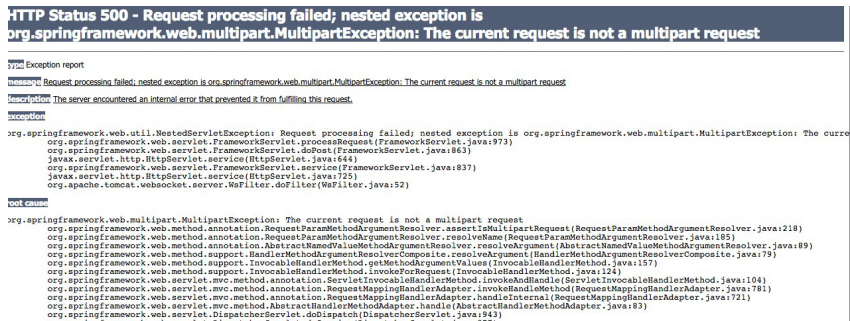 HTTP Status 500 - Request processing failed; nested exception is
org.springframework.web.multipart.MultipartException: The current request is not a multipart request
type Exception report
message Request processing failed; nested exception is org.springframework.web.multipart.MultipartException: The current request is not a multipart request
description The server encountered an internal error that prevented it from fulfilling this request.
exception
org.springframework.web.util.NestedServletException: Request processing failed; nested exception is org.springframework.web.multipart.MultipartException: The curre
org.springframework.web.servlet.FrameworkServlet.processRequest(FrameworkServlet.java:973)
org.springframework.web.servlet.FrameworkServlet.doPost(FrameworkServlet.java:863)
javax.servlet.http.HttpServlet.service(HttpServlet.java:644)
org.springframework.web.servlet.FrameworkServlet.service(FrameworkServlet.java:837)
javax.servlet.http.HttpServlet.service(HttpServlet.java:725)
org.apache.tomcat.websocket.server.WsFilter.doFilter(WsFilter.java:52)
root cause
org.springframework.web.multipart.MultipartException: The current request is not a multipart request
org.springframework.web.method.annotation.RequestParamMethodArgumentResolver.assertIsMultipartRequest(RequestParamMethodArgumentResolver.java:218)
org.springframework.web.method.annotation.RequestParamMethodArgumentResolver.resolveName(RequestParamMethodArgumentResolver.java:185)
org.springframework.web.method.annotation.AbstractNamedValueMethodArgumentResolver.resolveArgument(AbstractNamedValueMethodArgumentResolver.java:89)
org.springframework.web.method.support.HandlerMethodArgumentResolverComposite.resolveArgument(HandlerMethodArgumentResolverComposite.java:79)
org.springframework.web.method.support.InvocableHandlerMethod.getMethodArgumentValues(InvocableHandlerMethod.java:157)
org.springframework.web.method.support.InvocableHandlerMethod.invokeForRequest(InvocableHandlerMethod.java:124)
org.springframework.web.servlet.mvc.method.annotation.ServletInvocableHandlerMethod.invokeAndHandle(ServletInvocableHandlerMethod.java:104)
org.springframework.web.servlet.mvc.method.annotation.RequestMappingHandlerAdapter.invokeHandleMethod(RequestMappingHandlerAdapter.java:781)
org.springframework.web.servlet.mvc.method.annotation.RequestMappingHandlerAdapter.handleInternal(RequestMappingHandlerAdapter.java:721)
org.springframework.web.servlet.mvc.method.AbstractHandlerMethodAdapter.handle(AbstractHandlerMethodAdapter.java:83)
org.springframework.web.servlet.DispatcherServlet.doDispatch(DispatcherServlet.java:943)